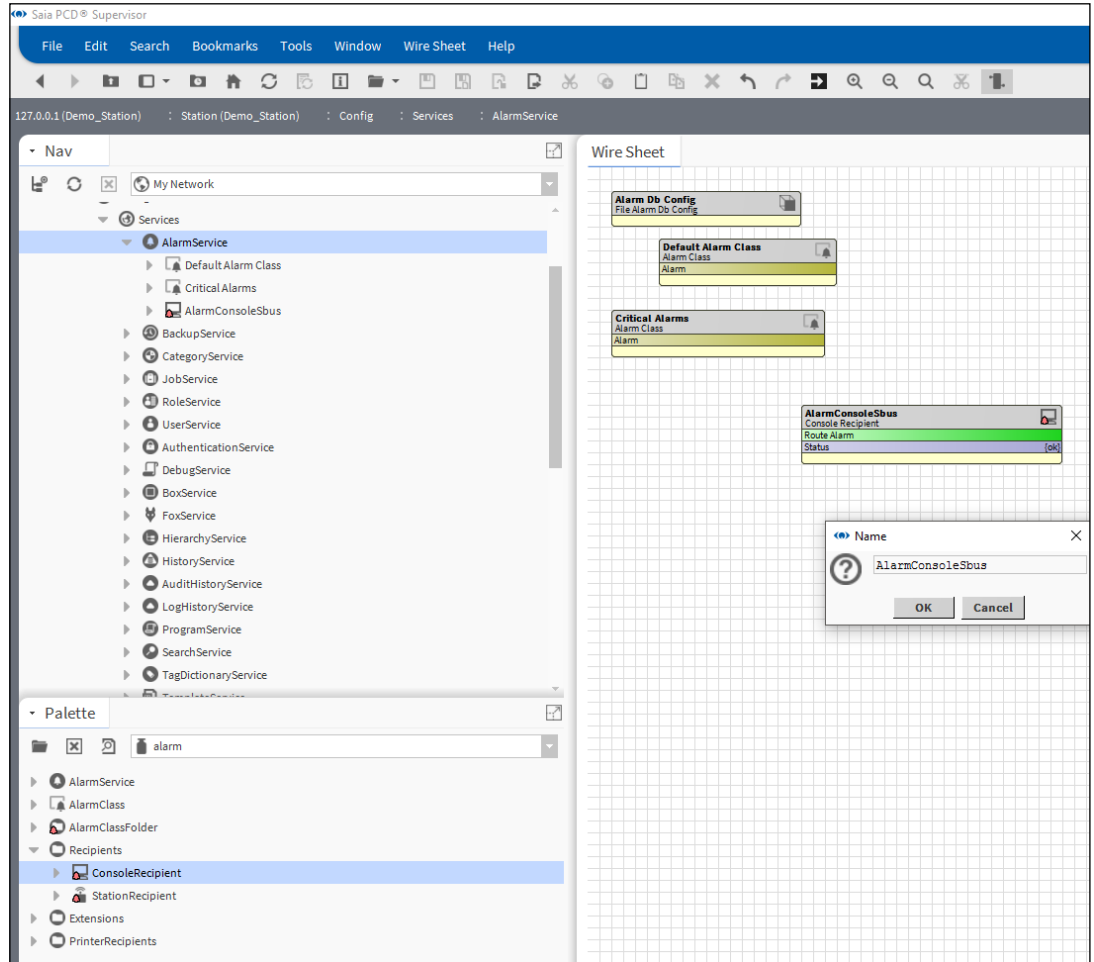 Saia PCD® Supervisor
File Edit Search Bookmarks Tools Window Wire Sheet Help
127.0.0.1 (Demo_Station) : Station (Demo_Station) : Config : Services : AlarmService
Nav
My Network
Services
AlarmService
Default Alarm Class
Critical Alarms
AlarmConsoleSbus
BackupService
CategoryService
JobService
RoleService
UserService
AuthenticationService
DebugService
BoxService
FoxService
HierarchyService
HistoryService
AuditHistoryService
LogHistoryService
ProgramService
SearchService
TagDictionaryService
Palette
alarm
AlarmService
AlarmClass
AlarmClassFolder
Recipients
ConsoleRecipient
StationRecipient
Extensions
PrinterRecipients
Wire Sheet
Alarm Db Config
File Alarm Db Config
Default Alarm Class
Alarm Class
Alarm
Critical Alarms
Alarm Class
Alarm
AlarmConsoleSbus
Console Recipient
Route Alarm
Status {ok}
Name
AlarmConsoleSbus
OK Cancel